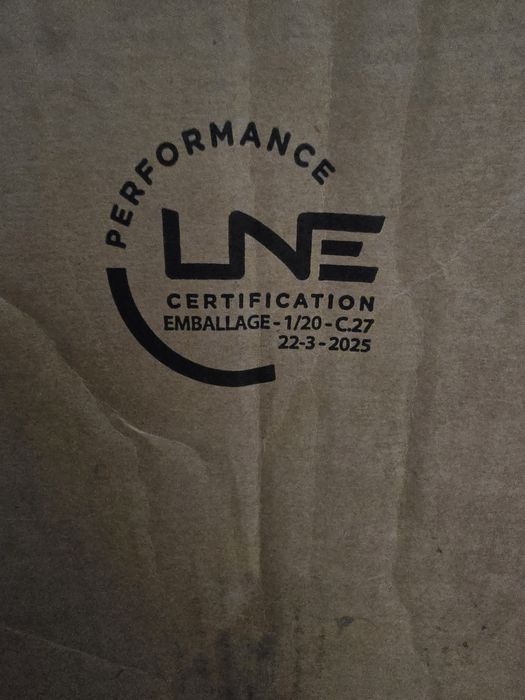 PERFORMANCE
LNE
CERTIFICATION
EMBALLAGE - 1/20 - C.27
22-3 - 2025